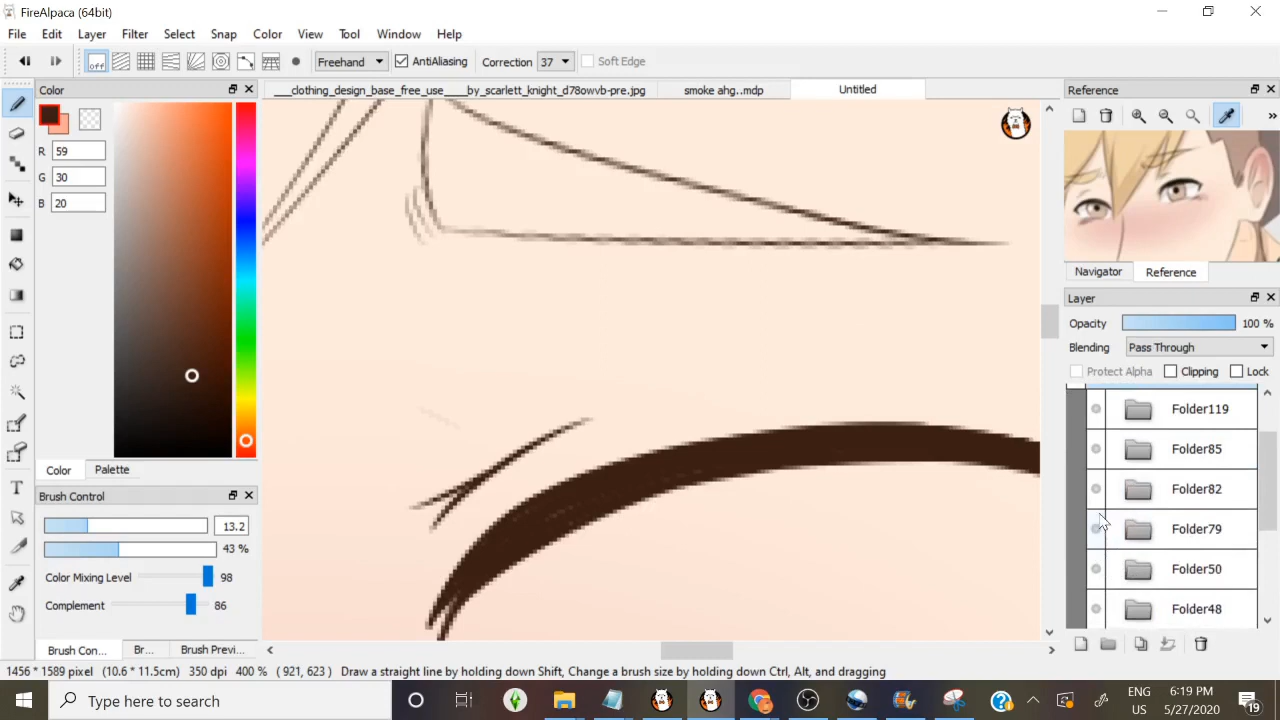 FireAlpaca (64bit)
File Edit Layer Filter Select Snap Color View Tool Window Help
off Freehand AntiAliasing Correction 37 Soft Edge
Color
____clothing_design_base_free_use____by_scarlett_knight_d78owvb-pre.jpg smoke ahg..mdp Untitled
Reference
R 59
G 30
B 20
Navigator Reference
Layer
Opacity 100 %
Blending Pass Through
Protect Alpha Clipping Lock
Folder119
Folder85
Folder82
Folder79
Folder50
Folder48
Color Palette
Brush Control
13.2
43 %
Color Mixing Level 98
Complement 86
Brush Con... Br... Brush Previ...
1456 * 1589 pixel (10.6 * 11.5cm) 350 dpi 400 % ( 921, 623 ) Draw a straight line by holding down Shift, Change a brush size by holding down Ctrl, Alt, and dragging
Type here to search
ENG
US
6:19 PM
5/27/2020
19